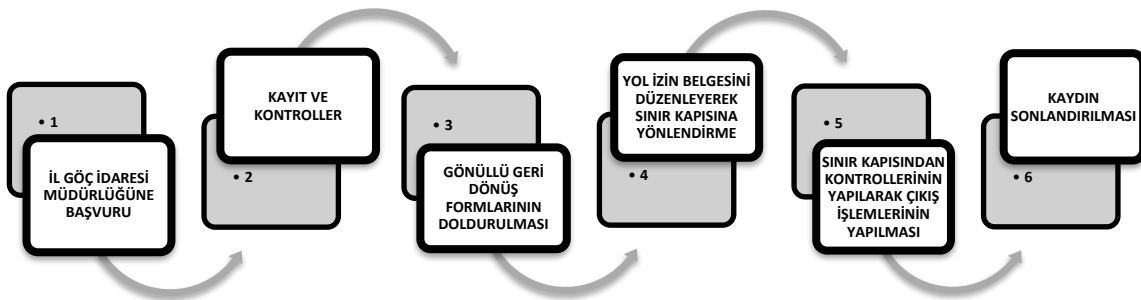 • 1
İL GÖÇ İDARESİ
MÜDÜRLÜĞÜNE
BAŞVURU
KAYIT VE
KONTROLLER
• 2
• 3
GÖNÜLLÜ GERİ
DÖNÜŞ
FORMLARININ
DOLDURULMASI
YOL İZİN BELGESİNİ
DÜZENLEYEREK
SINIR KAPISINA
YÖNLENDİRME
• 4
• 5
SINIR KAPISINDAN
KONTROLLERİNİN
YAPILARAK ÇIKIŞ
İŞLEMLERİNİN
YAPILMASI
KAYDIN
SONLANDIRILMASI
• 6